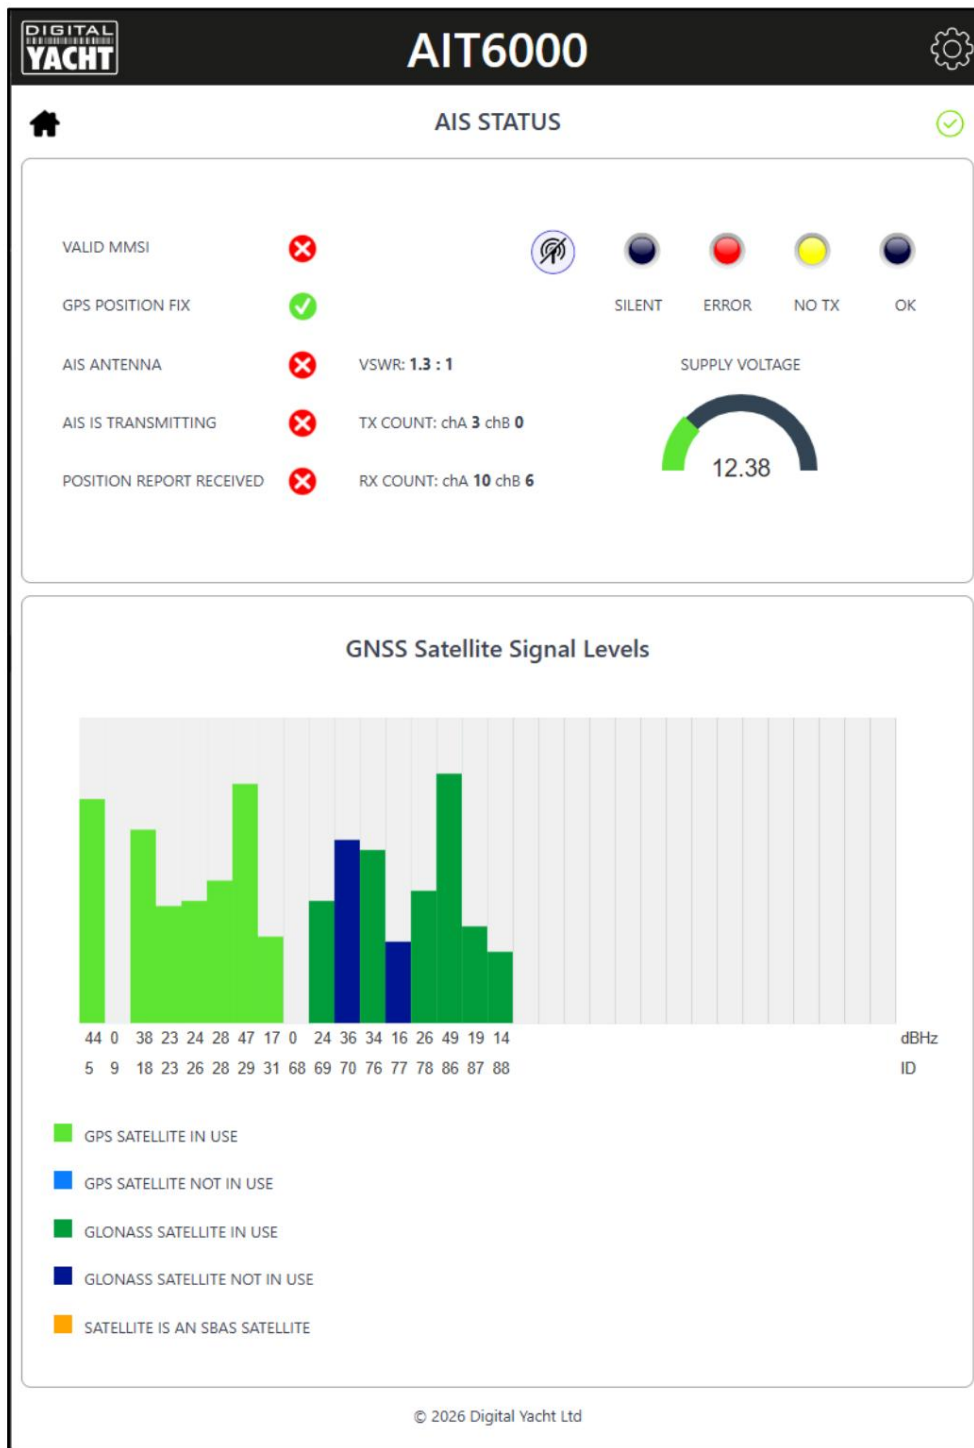 DIGITAL
YACHT
AIT6000
AIS STATUS
VALID MMSI
GPS POSITION FIX
SILENT ERROR NO TX OK
AIS ANTENNA VSWR: 1.3 : 1 SUPPLY VOLTAGE
AIS IS TRANSMITTING TX COUNT: chA 3 chB 0
12.38
POSITION REPORT RECEIVED RX COUNT: chA 10 chB 6
GNSS Satellite Signal Levels
44 0 38 23 24 28 47 17 0 24 36 34 16 26 49 19 14 dBHz
5 9 18 23 26 28 29 31 68 69 70 76 77 78 86 87 88 ID
GPS SATELLITE IN USE
GPS SATELLITE NOT IN USE
GLONASS SATELLITE IN USE
GLONASS SATELLITE NOT IN USE
SATELLITE IS AN SBAS SATELLITE
© 2026 Digital Yacht Ltd